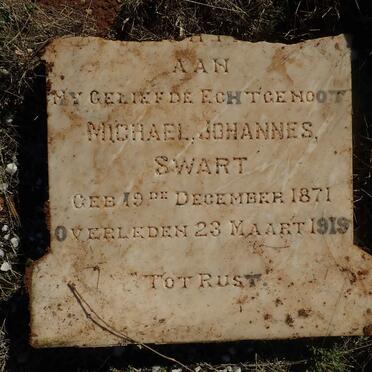 AAN
MY GELIEFDE ECHTGENOOT
MICHAEL JOHANNES,
SWART
GEB 19DE DECEMBER 1871
OVERLEDEN 23 MAART 1919
TOT RUST